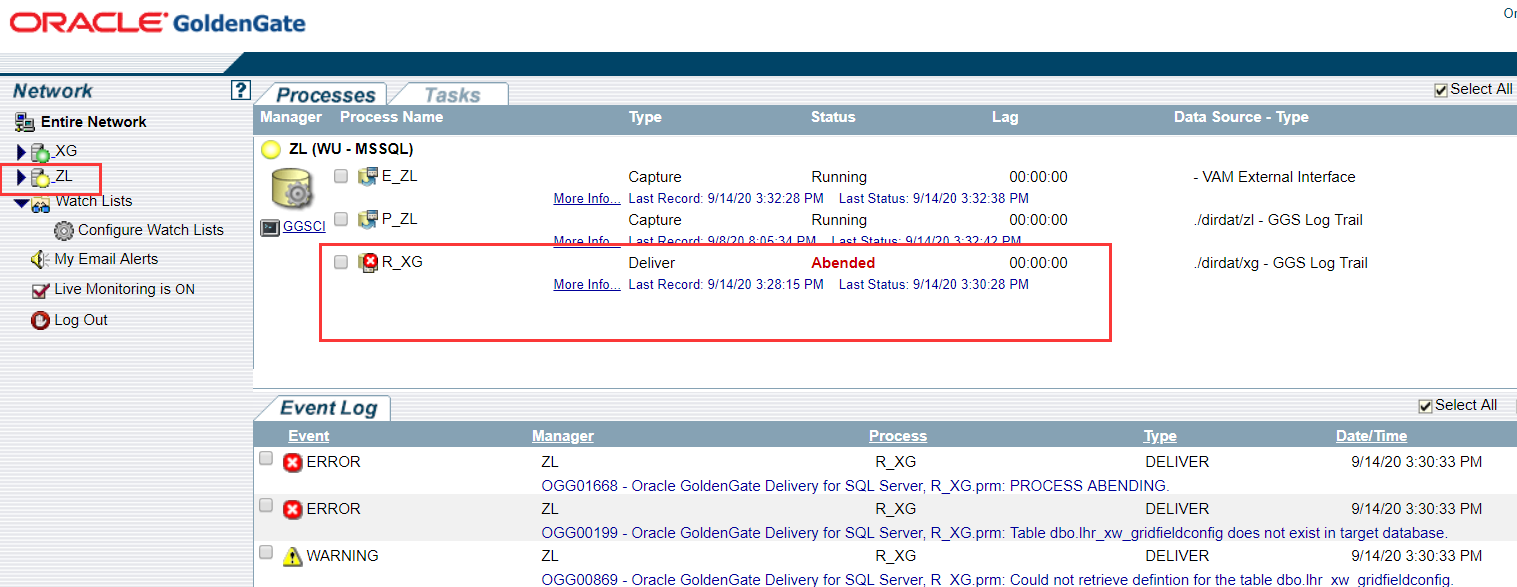 ORACLE GoldenGate
Or
Network
?
Entire Network
XG
ZL
Watch Lists
Configure Watch Lists
My Email Alerts
Live Monitoring is ON
Log Out
Processes Tasks
Select All
Manager Process Name Type Status Lag Data Source - Type
ZL (WU - MSSQL)
E_ZL Capture Running 00:00:00 - VAM External Interface
More Info... Last Record: 9/14/20 3:32:28 PM Last Status: 9/14/20 3:32:38 PM
GGSCI
P_ZL Capture Running 00:00:00 ./dirdat/zl - GGS Log Trail
More Info... Last Record: 9/8/20 8:05:34 PM Last Status: 9/14/20 3:32:42 PM
R_XG Deliver Abended 00:00:00 ./dirdat/xg - GGS Log Trail
More Info... Last Record: 9/14/20 3:28:15 PM Last Status: 9/14/20 3:30:28 PM
Event Log
Select All
Event Manager Process Type Date/Time
ERROR ZL R_XG DELIVER 9/14/20 3:30:33 PM
OGG01668 - Oracle GoldenGate Delivery for SQL Server, R_XG.prm: PROCESS ABENDING.
ERROR ZL R_XG DELIVER 9/14/20 3:30:33 PM
OGG00199 - Oracle GoldenGate Delivery for SQL Server, R_XG.prm: Table dbo.lhr_xw_gridfieldconfig does not exist in target database.
WARNING ZL R_XG DELIVER 9/14/20 3:30:33 PM
OGG00869 - Oracle GoldenGate Delivery for SQL Server, R_XG.prm: Could not retrieve defintion for the table dbo.lhr_xw_gridfieldconfig.